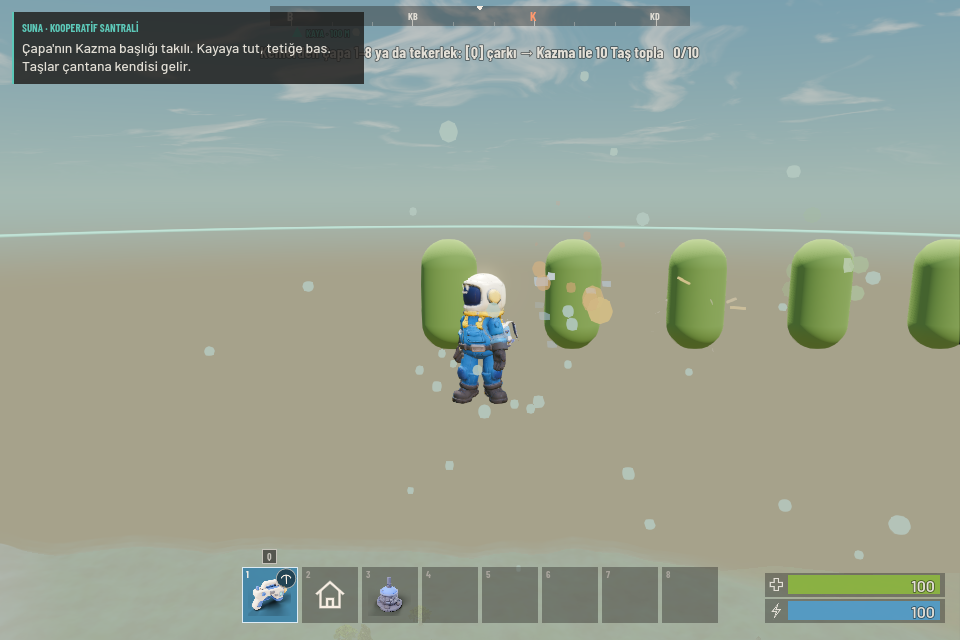 SUNA · KOOPERATİF SANTRALİ
Çapa'nın Kazma başlığı takılı. Kayaya tut, tetiğe bas.
Taşlar çantana kendisi gelir.
KB
K
KD
8 ya da tekerlek: [Q] çarkı → Kazma ile 10 Taş topla 0/10
Q
1
2
3
4
5
6
7
8
100
100